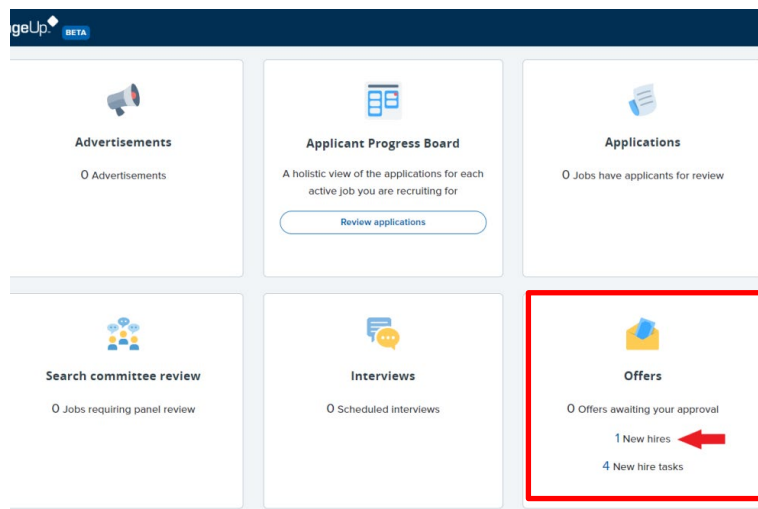 geUp. BETA
Advertisements
0 Advertisements
Applicant Progress Board
A holistic view of the applications for each
active job you are recruiting for
Review applications
Applications
0 Jobs have applicants for review
Search committee review
0 Jobs requiring panel review
Interviews
0 Scheduled interviews
Offers
0 Offers awaiting your approval
1 New hires
4 New hire tasks